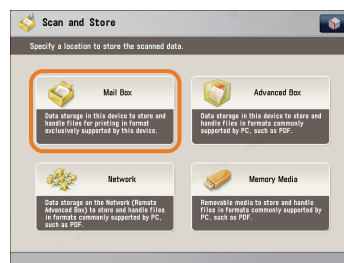 Scan and Store
Specify a location to store the scanned data.
Mail Box
Data storage in this device to store and
handle files for printing in format
exclusively supported by this device.
Advanced Box
Data storage in this device to store and
handle files in formats commonly
supported by PC, such as PDF.
Network
Data storage on the Network (Remote
Advanced Box) to store and handle files
in formats commonly supported by PC,
such as PDF.
Memory Media
Removable media to store and handle
files in formats commonly supported by
PC, such as PDF.